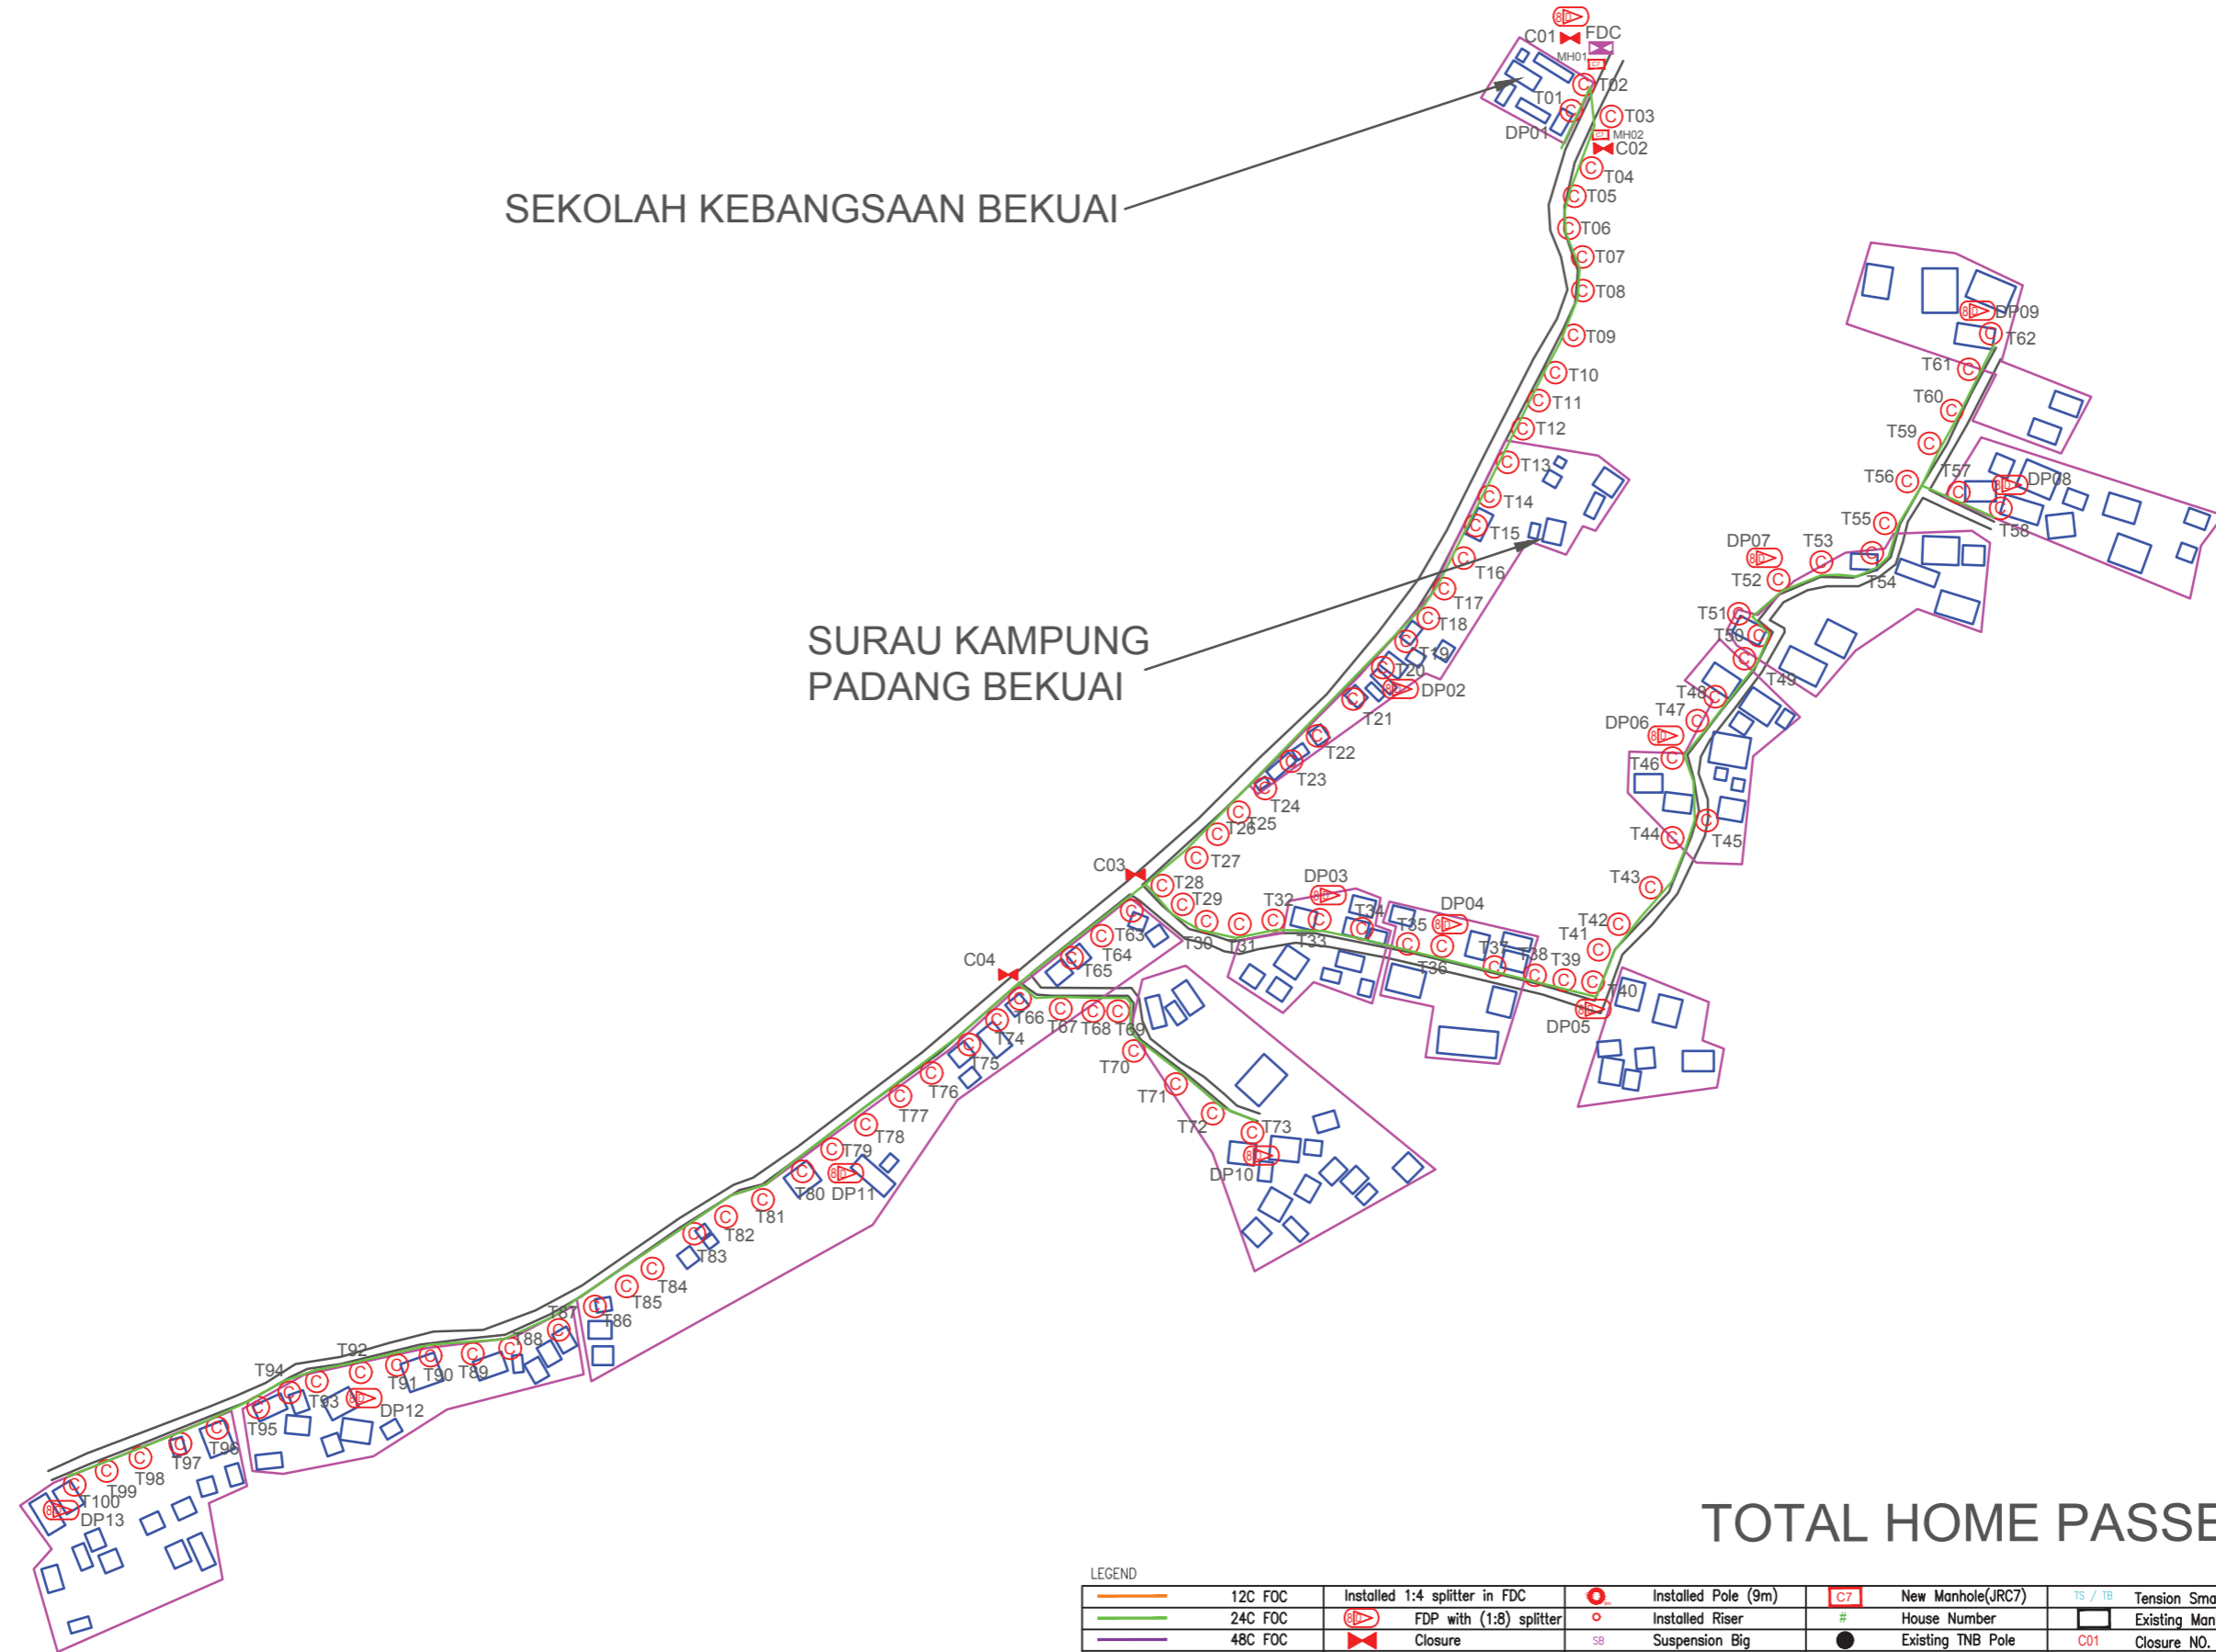 C01
FDC
MH01
T02
T01
T03
DP01
MH02
C02
T04
SEKOLAH KEBANGSAAN BEKUAI
T05
T06
T07
T08
T09
T10
T11
T12
T13
T14
T15
T16
T17
T18
T19
T20
DP02
T21
T22
T23
T24
T25
T26
T27
SURAU KAMPUNG
PADANG BEKUAI
DP09
T62
T61
T60
T59
T56
T57
DP08
T58
T55
DP07
T53
T52
T54
T51
T50
T49
T48
T47
DP06
T46
T44
T45
T43
T42
T41
C03
T28
T29
T30
T31
T32
DP03
T33
T34
T35
DP04
T36
T37
T38
T39
T40
DP05
T63
T64
T65
C04
T66
T67
T68
T69
T70
T71
T72
T73
DP10
T74
T75
T76
T77
T78
T79
T80
DP11
T81
T82
T83
T84
T85
T86
T87
T88
T89
T90
T91
T92
T93
DP12
T94
T95
T96
T97
T98
T99
T100
DP13
TOTAL HOME PASSE
LEGEND
12C FOC Installed 1:4 splitter in FDC Installed Pole (9m) C7 New Manhole(JRC7) TS / TB Tension Sma
24C FOC FDP with (1:8) splitter Installed Riser # House Number Existing Man
48C FOC Closure SB Suspension Big Existing TNB Pole C01 Closure NO.